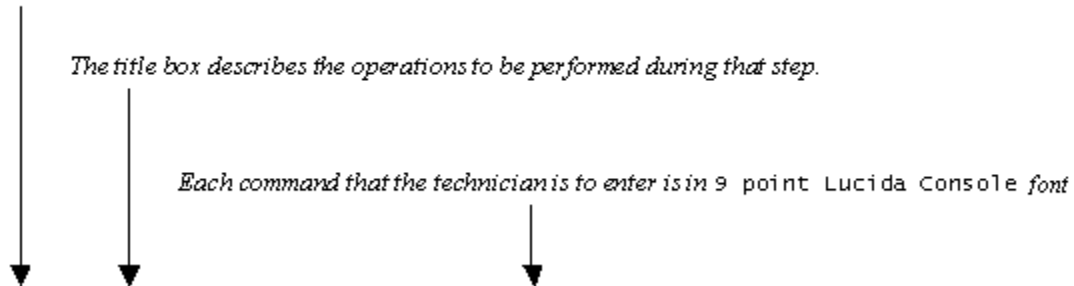 The title box describes the operations to be performed during that step.
Each command that the technician is to enter is in 9 point Lucida Console font